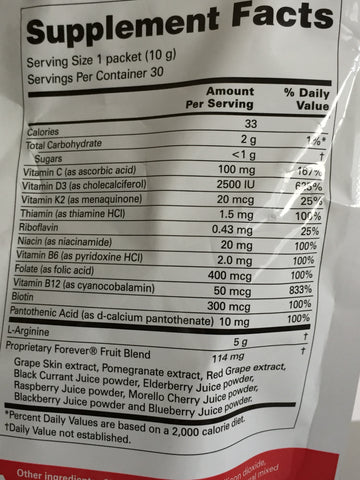 Supplement Facts
Serving Size 1 packet (10 g)
Servings Per Container 30
Amount Per Serving % Daily Value
Calories 33
Total Carbohydrate 2 g 1%*
Sugars <1 g †
Vitamin C (as ascorbic acid) 100 mg 167%
Vitamin D3 (as cholecalciferol) 2500 IU 625%
Vitamin K2 (as menaquinone) 20 mcg 25%
Thiamin (as thiamine HCl) 1.5 mg 100%
Riboflavin 0.43 mg 25%
Niacin (as niacinamide) 20 mg 100%
Vitamin B6 (as pyridoxine HCl) 2.0 mg 100%
Folate (as folic acid) 400 mcg 100%
Vitamin B12 (as cyanocobalamin) 50 mcg 833%
Biotin 300 mcg 100%
Pantothenic Acid (as d-calcium pantothenate) 10 mg 100%
L-Arginine 5 g †
Proprietary Forever® Fruit Blend 114 mg †
Grape Skin extract, Pomegranate extract, Red Grape extract,
Black Currant Juice powder, Elderberry Juice powder,
Raspberry Juice powder, Morello Cherry Juice powder,
Blackberry Juice powder and Blueberry Juice powder.
*Percent Daily Values are based on a 2,000 calorie diet.
†Daily Value not established.
Other dioxide,
mixed